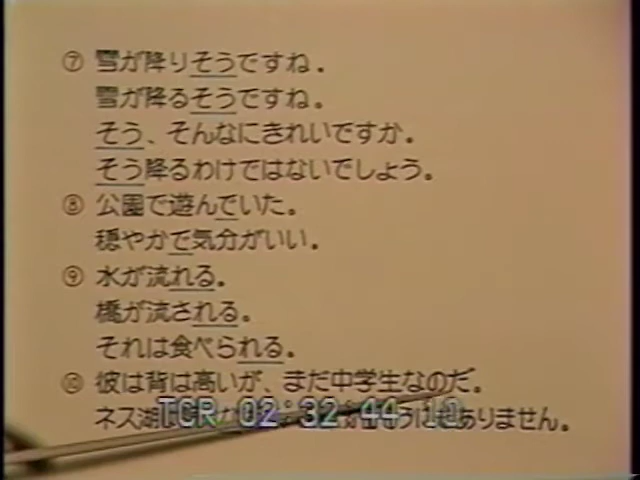 ⑦ 雪が降りそうですね。
雪が降るそうですね。
そう、そんなにきれいですか。
そう降るわけではないでしょう。
⑧ 公園で遊んでいた。
穏やかで気分がいい。
⑨ 水が流れる。
橋が流される。
それは食べられる。
⑩ 彼は背は高いが、まだ中学生なのだ。
ネス湖 ありません。
TCR 02:32:44:10